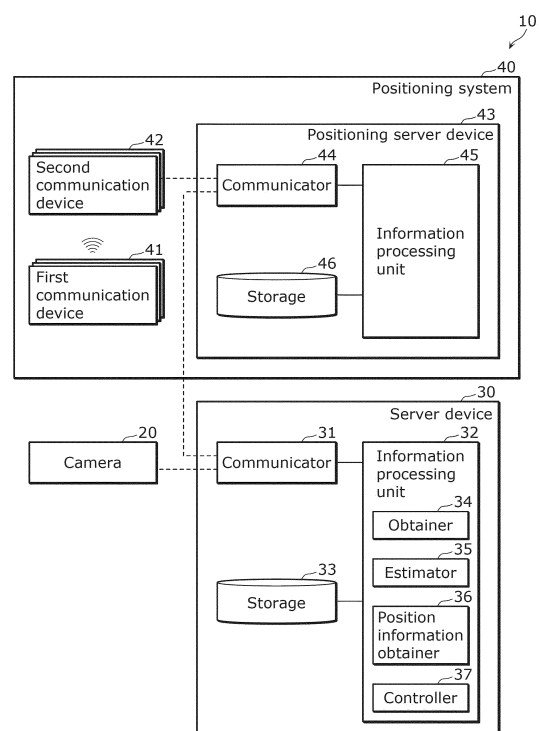 10
40
Positioning system
43
Positioning server device
42
Second
communication
device
44
Communicator
45
Information
processing
unit
41
First
communication
device
46
Storage
30
Server device
20
Camera
31
Communicator
32
Information
processing
unit
34
Obtainer
35
Estimator
33
Storage
36
Position
information
obtainer
37
Controller